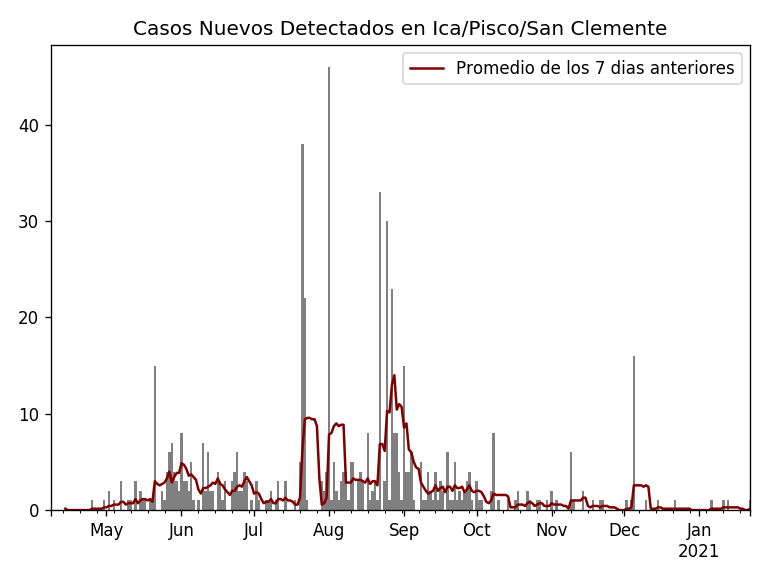 Casos Nuevos Detectados en Ica/Pisco/San Clemente
Promedio de los 7 dias anteriores
40
30
20
10
0
May Jun Jul Aug Sep Oct Nov Dec Jan
2021